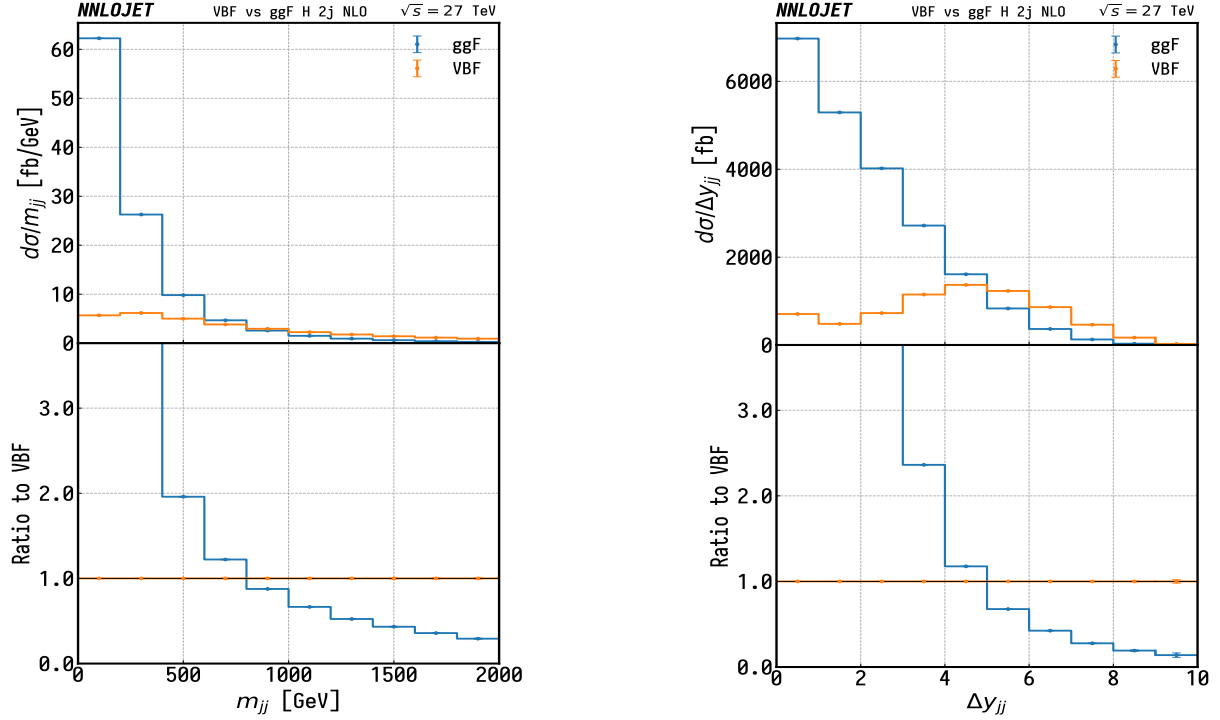 NNLOJET VBF vs ggF H 2j NLO √s = 27 TeV
ggF
VBF
dσ/m_jj [fb/GeV]
60
50
40
30
20
10
0
Ratio to VBF
3.0
2.0
1.0
0.0
0 500 1000 1500 2000
m_jj [GeV]
NNLOJET VBF vs ggF H 2j NLO √s = 27 TeV
ggF
VBF
dσ/Δy_jj [fb]
6000
4000
2000
0
Ratio to VBF
3.0
2.0
1.0
0.0
0 2 4 6 8 10
Δy_jj